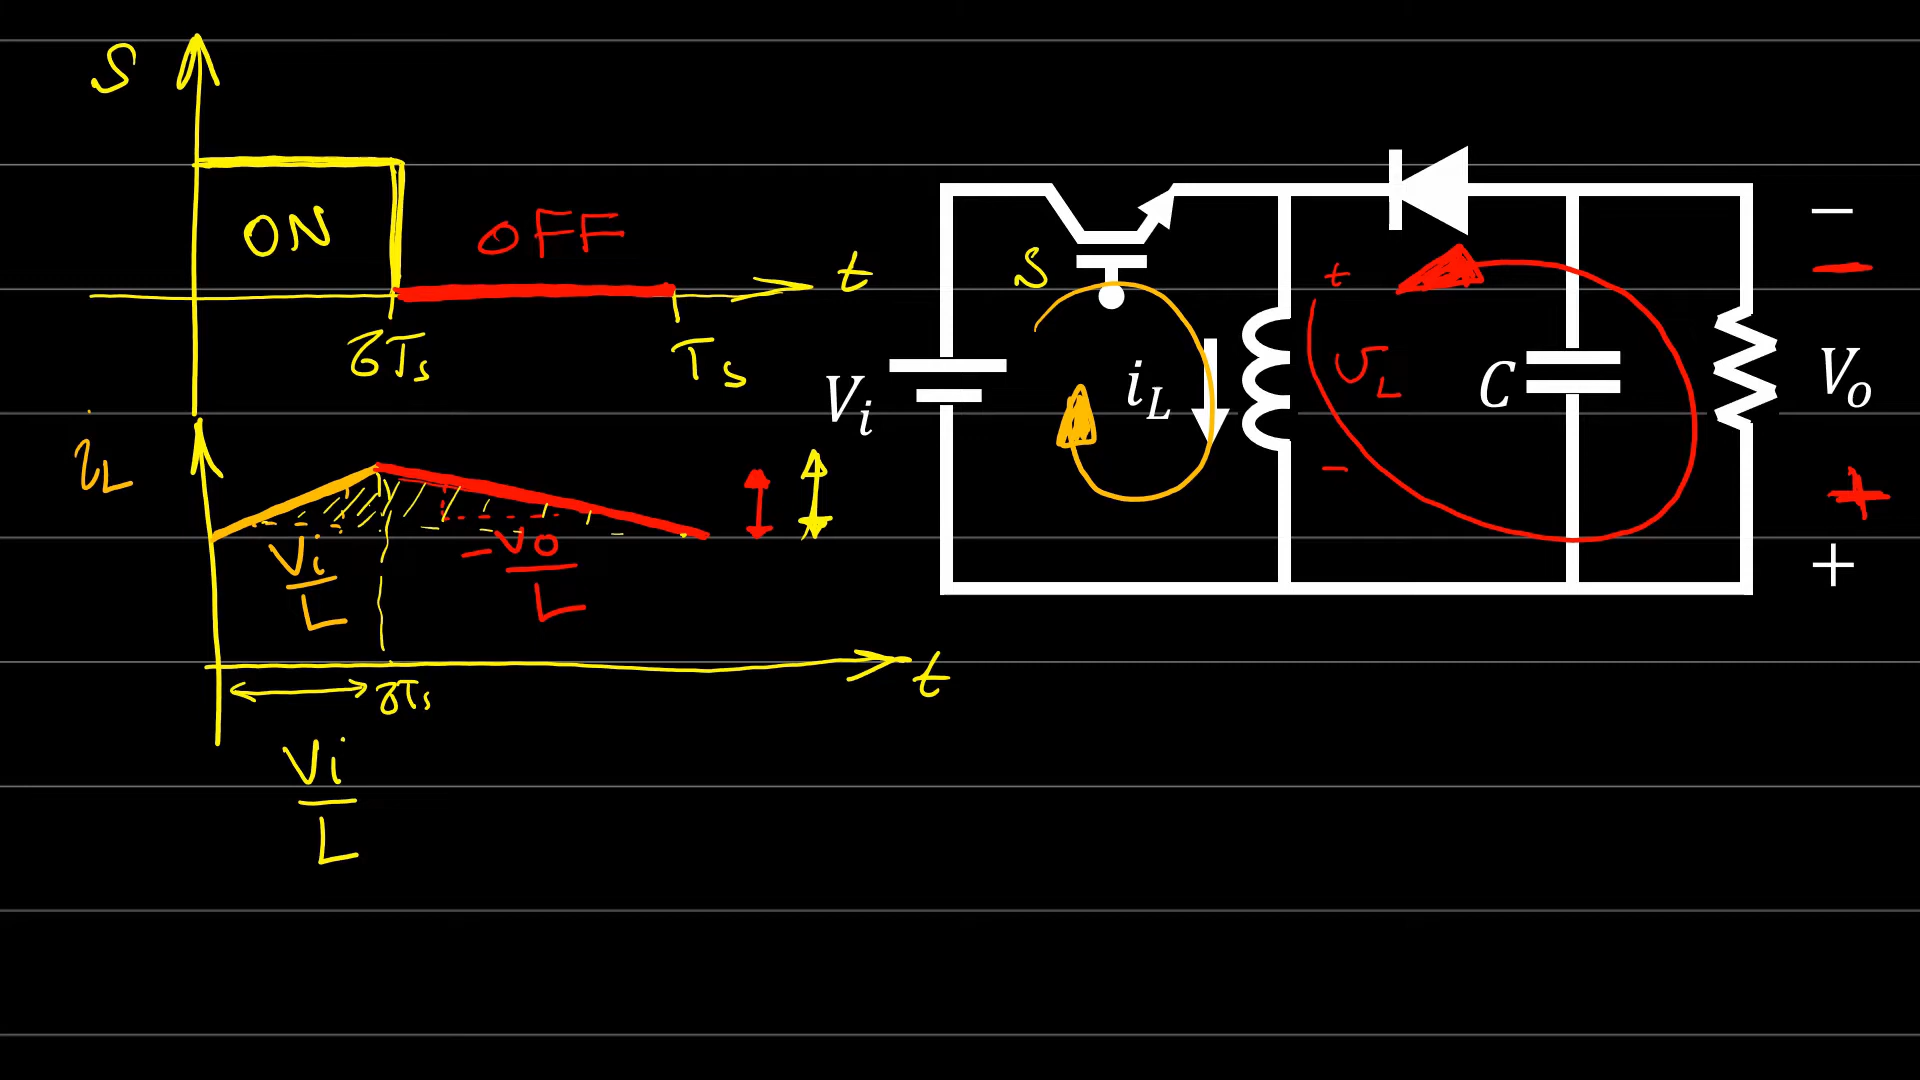 S
ON
OFF
t
δTs
Ts
iL
Vi
L
-Vo
L
t
δTs
Vi
L
S
Vi
iL
+
vL
-
C
−
−
Vo
+
+